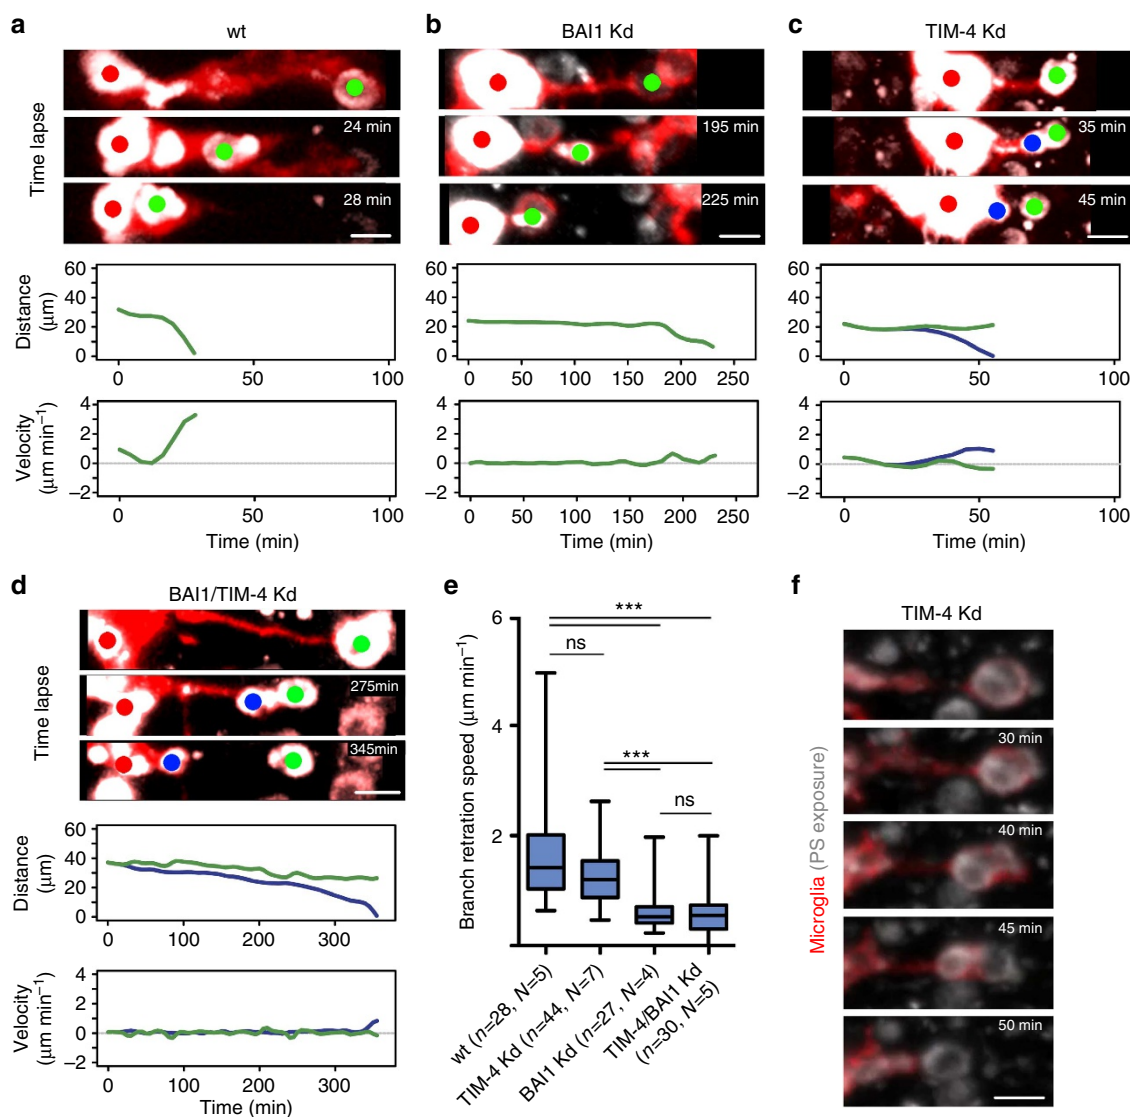 a
wt
Time lapse
24 min
28 min
Distance
(μm)
60
40
20
0
0
50
100
Velocity
(μm min⁻¹)
4
2
0
–2
0
50
100
Time (min)
b
BAI1 Kd
195 min
225 min
60
40
20
0
0
50
100
150
200
250
4
2
0
–2
0
50
100
150
200
250
Time (min)
c
TIM-4 Kd
35 min
45 min
60
40
20
0
0
50
100
4
2
0
–2
0
50
100
Time (min)
d
BAI1/TIM-4 Kd
Time lapse
275min
345min
Distance
(μm)
60
40
20
0
0
100
200
300
Velocity
(μm min⁻¹)
4
2
0
–2
0
100
200
300
Time (min)
e
Branch retration speed (μm min⁻¹)
6
4
2
***
ns
***
ns
wt (n=28, N=5)
TIM-4 Kd (n=44, N=7)
BAI1 Kd (n=27, N=4)
TIM-4/BAI1 Kd
(n=30, N=5)
f
TIM-4 Kd
Microglia (PS exposure)
30 min
40 min
45 min
50 min